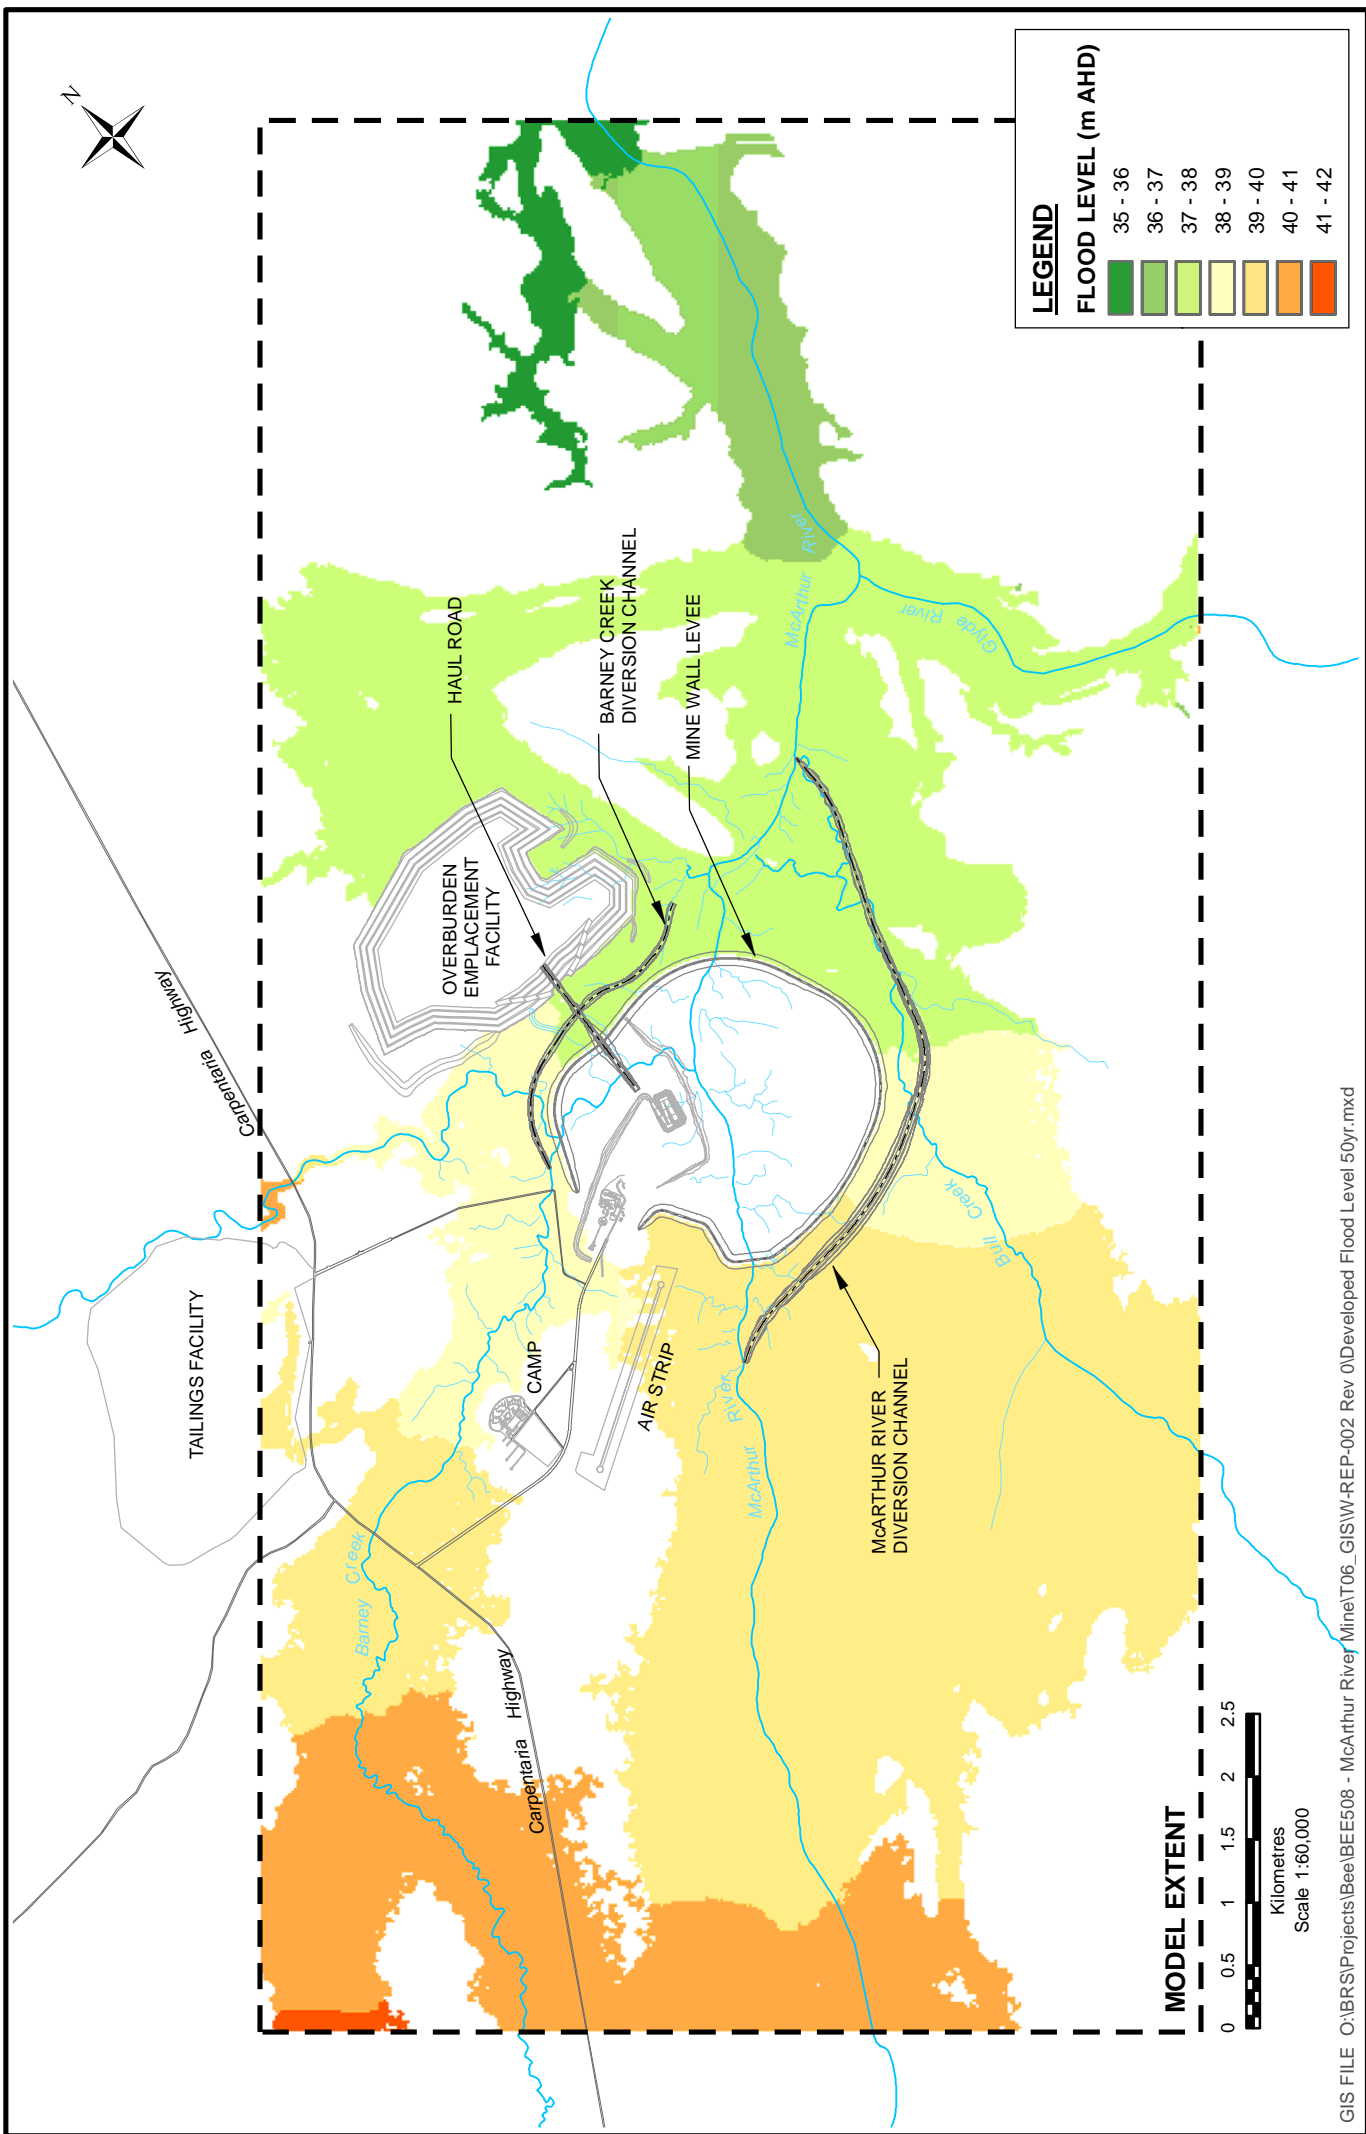 N
Carpentaria Highway
TAILINGS FACILITY
OVERBURDEN
EMPLACEMENT
FACILITY
HAUL ROAD
BARNEY CREEK
DIVERSION CHANNEL
MINE WALL LEVEE
CAMP
AIR STRIP
Barney Creek
Carpentaria Highway
McArthur River
McArthur River
Glyde River
Bull Creek
McARTHUR RIVER
DIVERSION CHANNEL
MODEL EXTENT
0 0.5 1 1.5 2 2.5
Kilometres
Scale 1:60,000
LEGEND
FLOOD LEVEL (m AHD)
35 - 36
36 - 37
37 - 38
38 - 39
39 - 40
40 - 41
41 - 42
GIS FILE O:\BRS\Projects\Bee\BEE508 - McArthur River Mine\T06_GIS\W-REP-002 Rev 0\Developed Flood Level 50yr.mxd